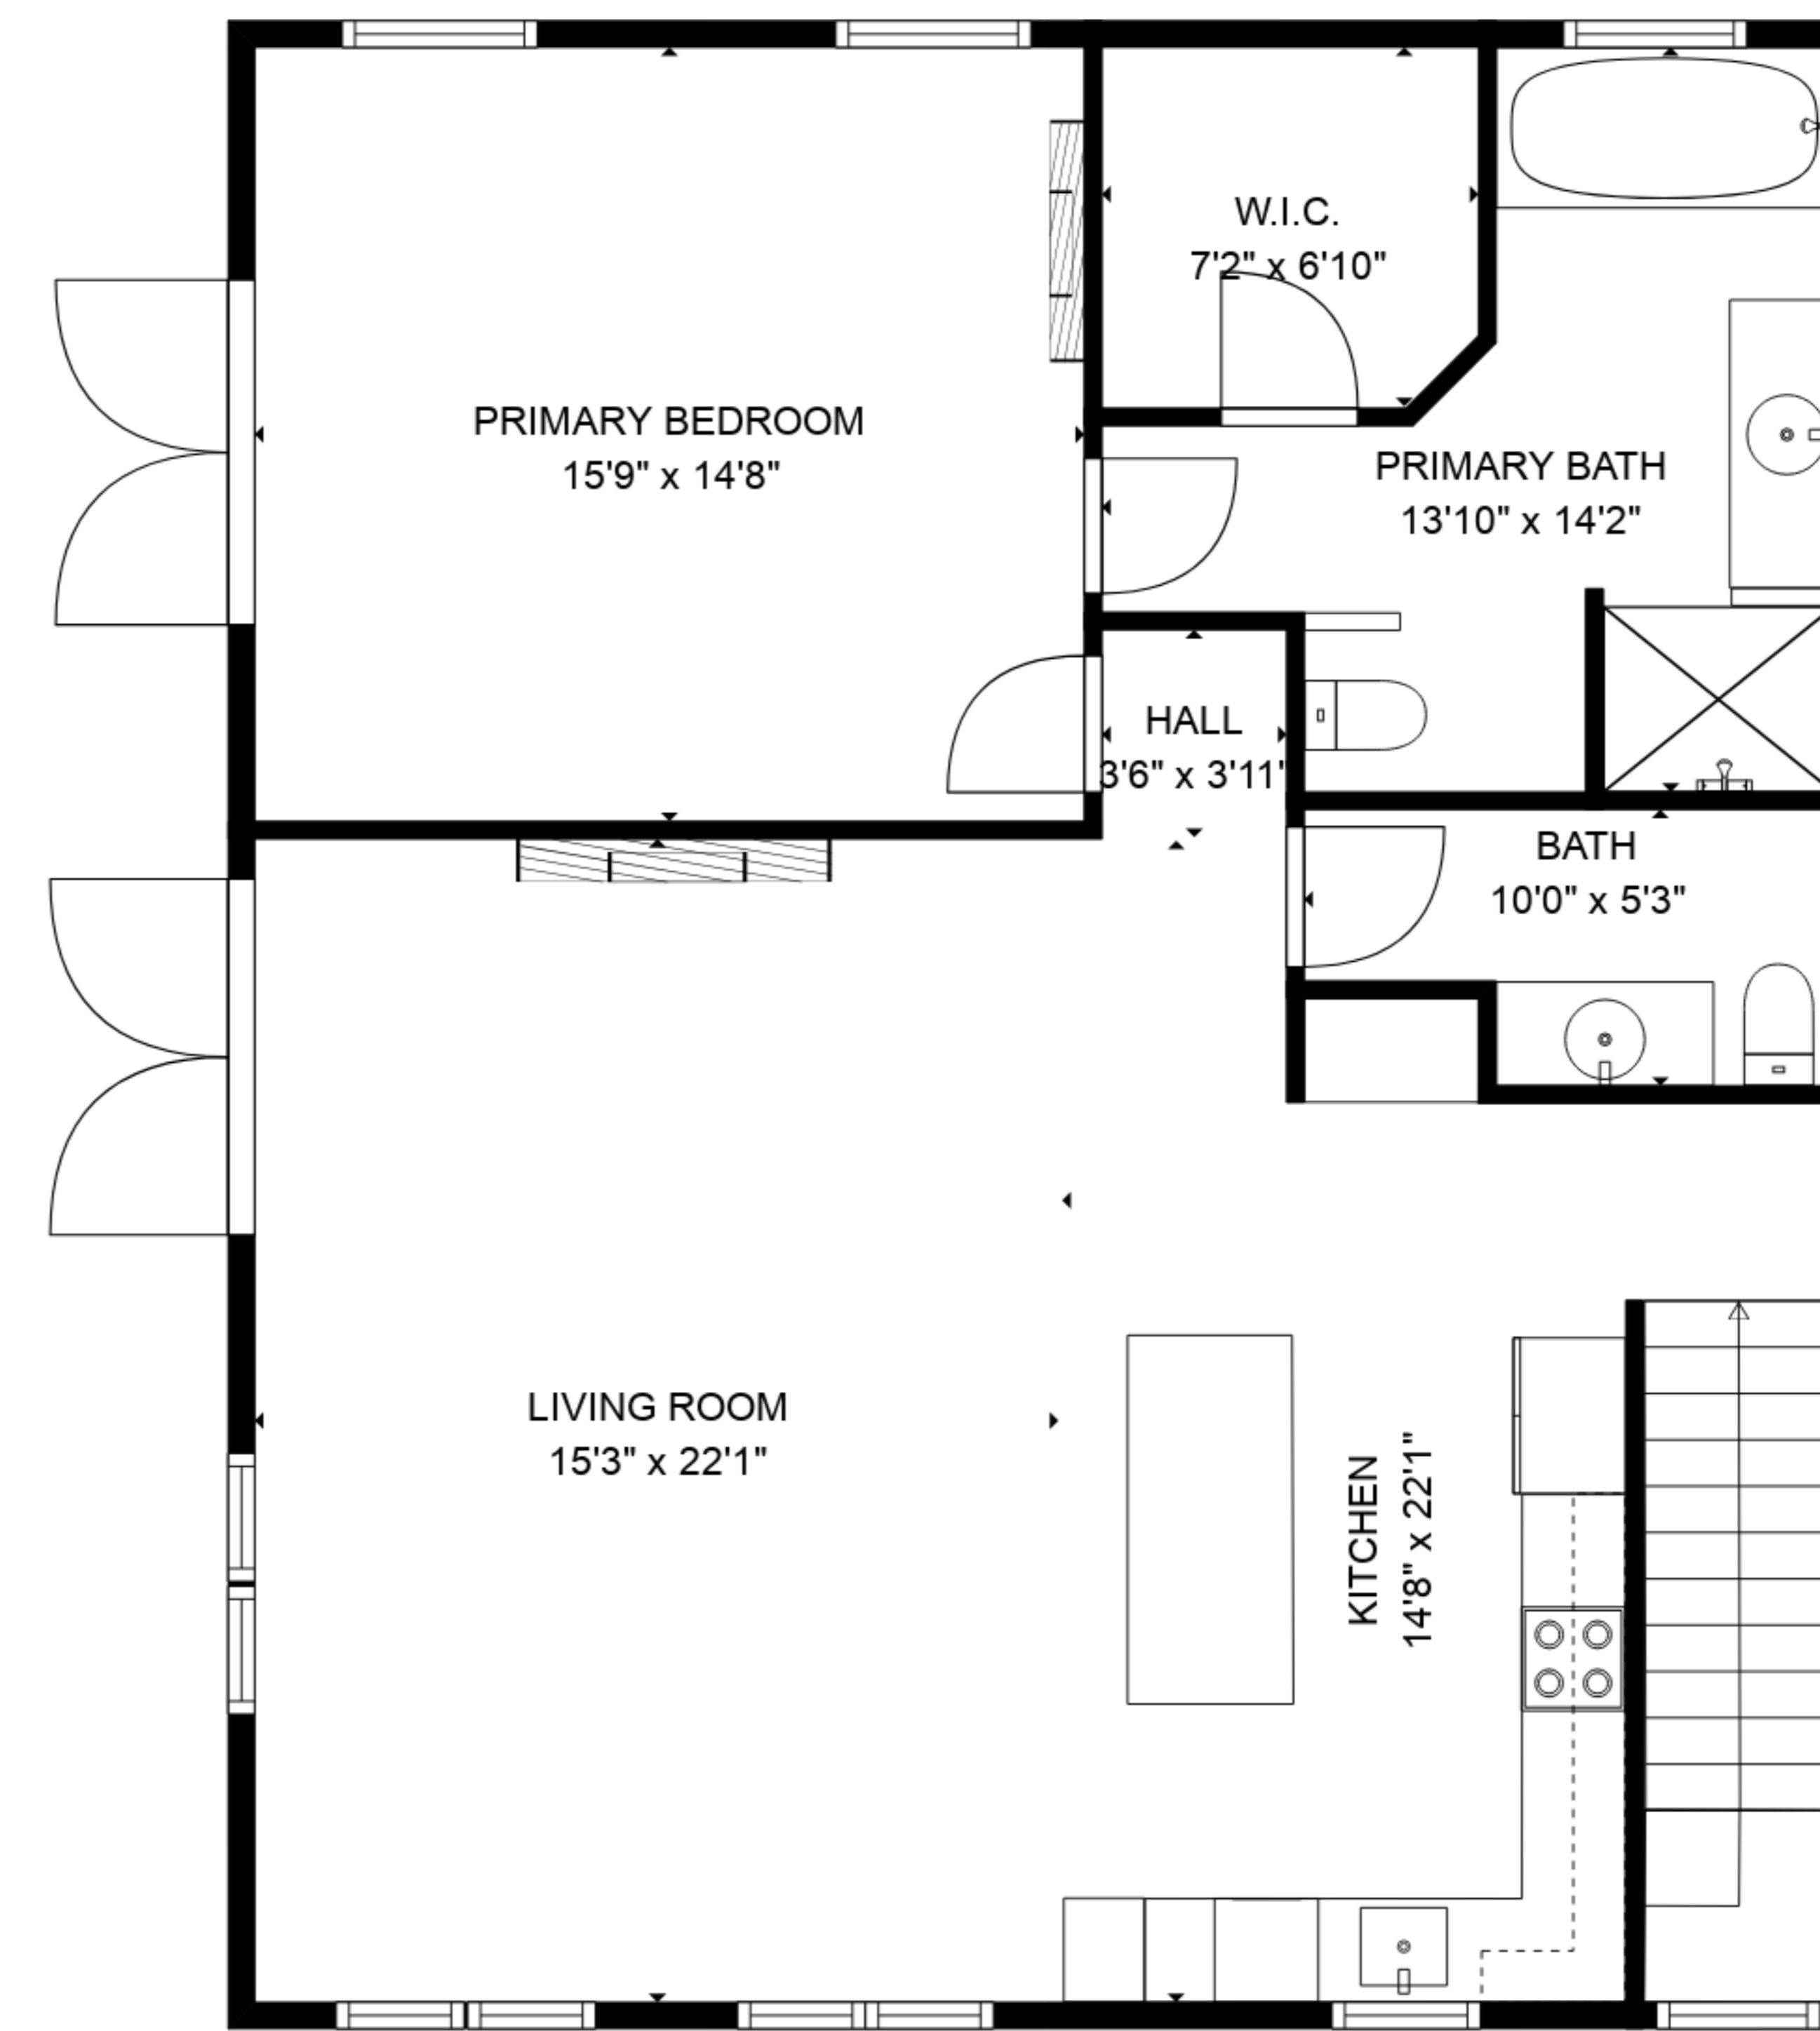 W.I.C.
7'2" x 6'10"
PRIMARY BEDROOM
15'9" x 14'8"
PRIMARY BATH
13'10" x 14'2"
HALL
3'6" x 3'11"
BATH
10'0" x 5'3"
LIVING ROOM
15'3" x 22'1"
KITCHEN
14'8" x 22'1"